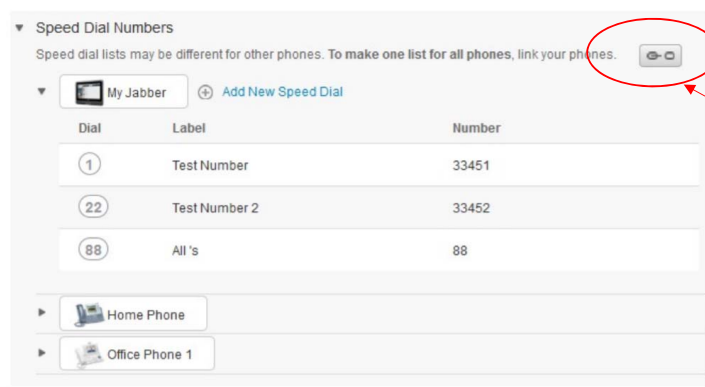 Speed Dial Numbers
Speed dial lists may be different for other phones. To make one list for all phones, link your phones.
My Jabber Add New Speed Dial
Dial Label Number
1 Test Number 33451
22 Test Number 2 33452
88 All 's 88
Home Phone
Office Phone 1